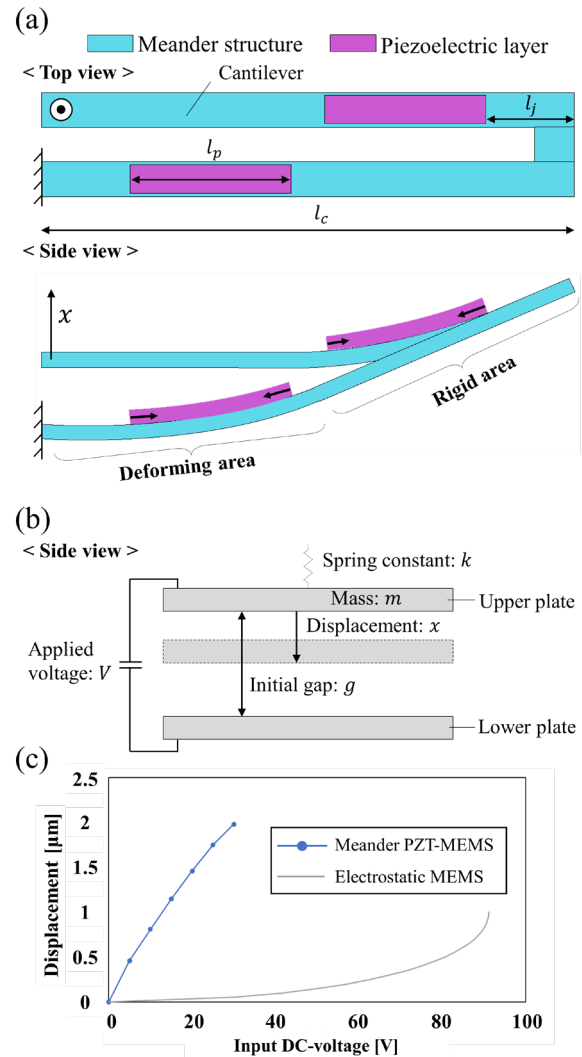 (a)
Meander structure
Piezoelectric layer
< Top view >
Cantilever
l_j
l_p
l_c
< Side view >
x
Rigid area
Deforming area
(b)
< Side view >
Spring constant: k
Mass: m
Upper plate
Displacement: x
Applied
voltage: V
Initial gap: g
Lower plate
(c)
Displacement [μm]
2.5
2
1.5
1
0.5
0
Meander PZT-MEMS
Electrostatic MEMS
0 20 40 60 80 100
Input DC-voltage [V]